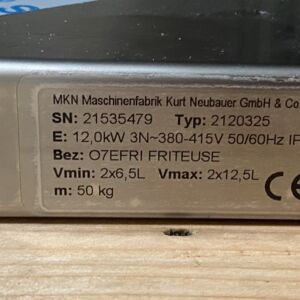 MKN Maschinenfabrik Kurt Neubauer GmbH & Co.
SN: 21535479 Typ: 2120325
E: 12,0kW 3N~380-415V 50/60Hz IP
Bez: O7EFRI FRITEUSE
Vmin: 2x6,5L Vmax: 2x12,5L
m: 50 kg
CE